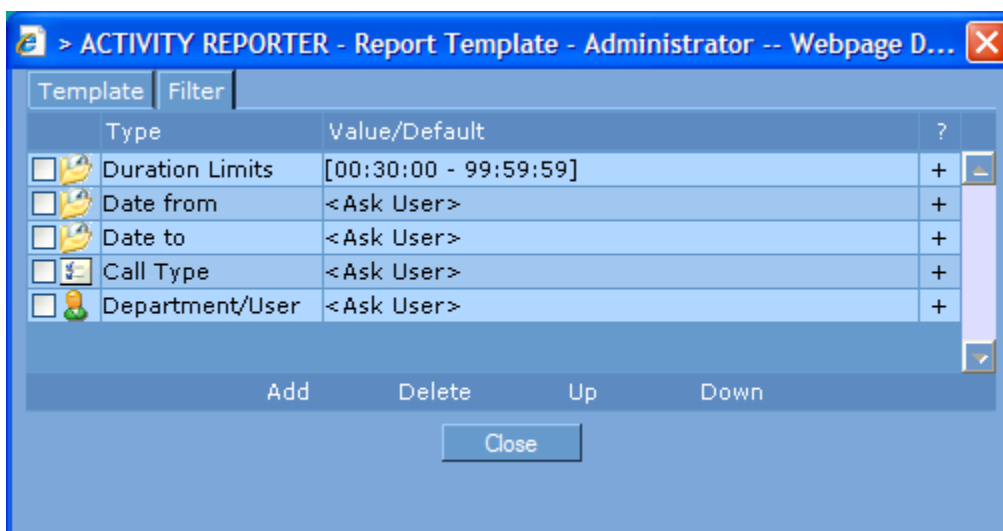 > ACTIVITY REPORTER - Report Template - Administrator -- Webpage D...
Template Filter
Type Value/Default ?
Duration Limits [00:30:00 - 99:59:59] +
Date from <Ask User> +
Date to <Ask User> +
Call Type <Ask User> +
Department/User <Ask User> +
Add Delete Up Down
Close